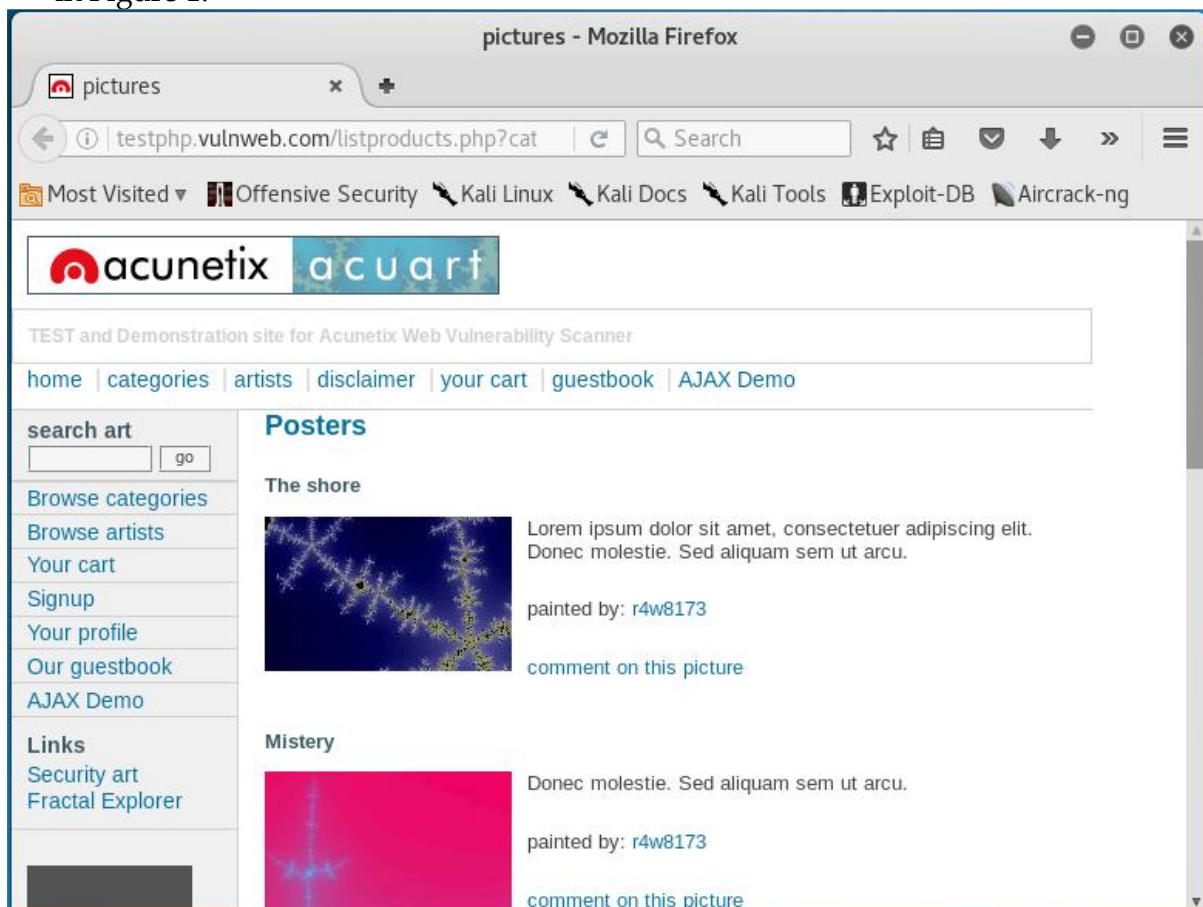 in Figure 1.
pictures - Mozilla Firefox
pictures
testphp.vulnweb.com/listproducts.php?cat
Search
Most Visited
Offensive Security
Kali Linux
Kali Docs
Kali Tools
Exploit-DB
Aircrack-ng
acunetix acuart
TEST and Demonstration site for Acunetix Web Vulnerability Scanner
home | categories | artists | disclaimer | your cart | guestbook | AJAX Demo
search art
go
Browse categories
Browse artists
Your cart
Signup
Your profile
Our guestbook
AJAX Demo
Links
Security art
Fractal Explorer
Posters
The shore
Lorem ipsum dolor sit amet, consectetuer adipiscing elit.
Donec molestie. Sed aliquam sem ut arcu.
painted by: r4w8173
comment on this picture
Mistery
Donec molestie. Sed aliquam sem ut arcu.
painted by: r4w8173
comment on this picture